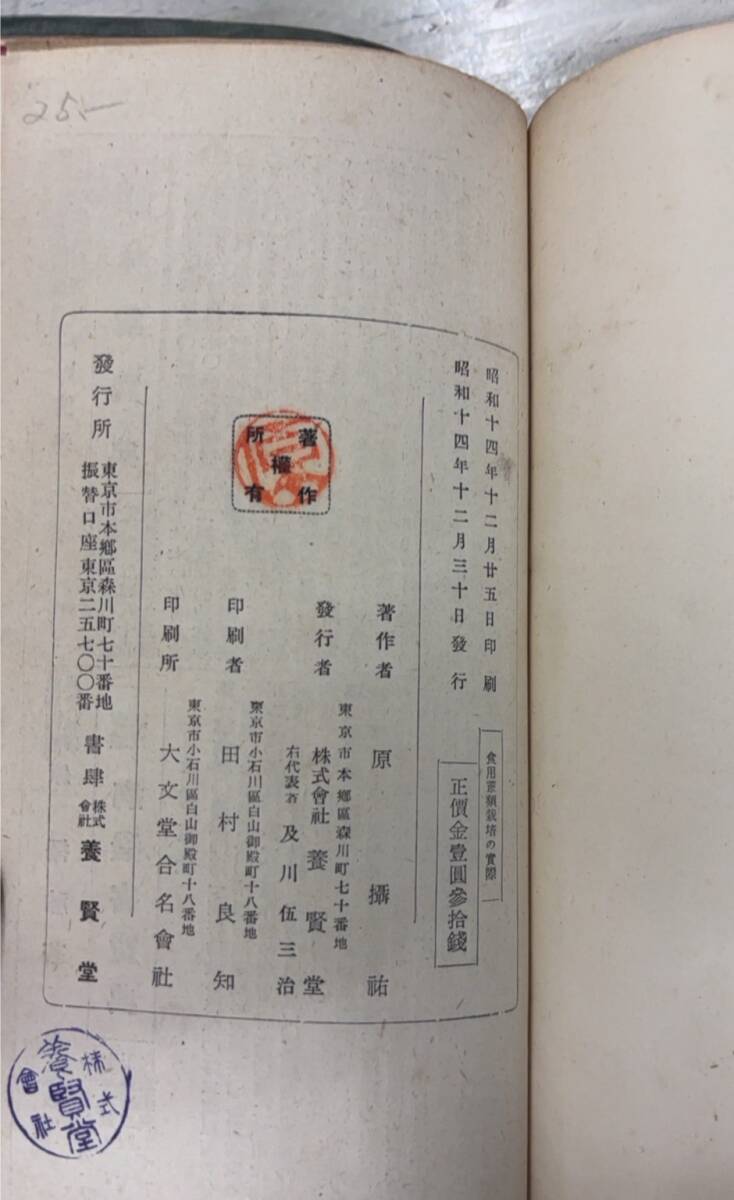 25.—
昭和十四年十二月廿五日印刷
昭和十四年十二月三十日發行
食用蕈類栽培の實際
正價金壹圓參拾錢
著作權所有
原
著作者 原攝祐
東京市本鄕區森川町七十番地
發行者 株式會社 養賢堂
右代表者 及川伍三治
東京市小石川區白山御殿町十八番地
印刷者 田村良知
東京市小石川區白山御殿町十八番地
印刷所 大文堂合名會社
發行所 東京市本鄕區森川町七十番地
振替口座東京二五七〇〇番
書肆 株式會社 養賢堂
株式會社養賢堂